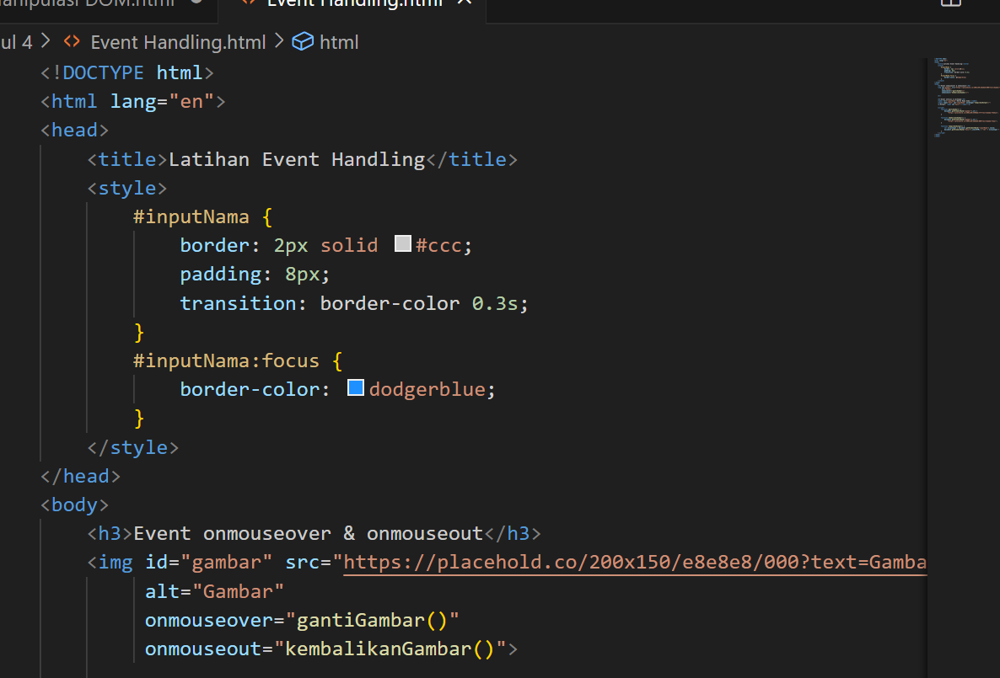 anipulasi DOM.html
Event Handling.html
ul 4 > <> Event Handling.html > html
<!DOCTYPE html>
<html lang="en">
<head>
<title>Latihan Event Handling</title>
<style>
#inputNama {
border: 2px solid #ccc;
padding: 8px;
transition: border-color 0.3s;
}
#inputNama:focus {
border-color: dodgerblue;
}
</style>
</head>
<body>
<h3>Event onmouseover & onmouseout</h3>
<img id="gambar" src="https://placehold.co/200x150/e8e8e8/000?text=Gamba
alt="Gambar"
onmouseover="gantiGambar()"
onmouseout="kembalikanGambar()">